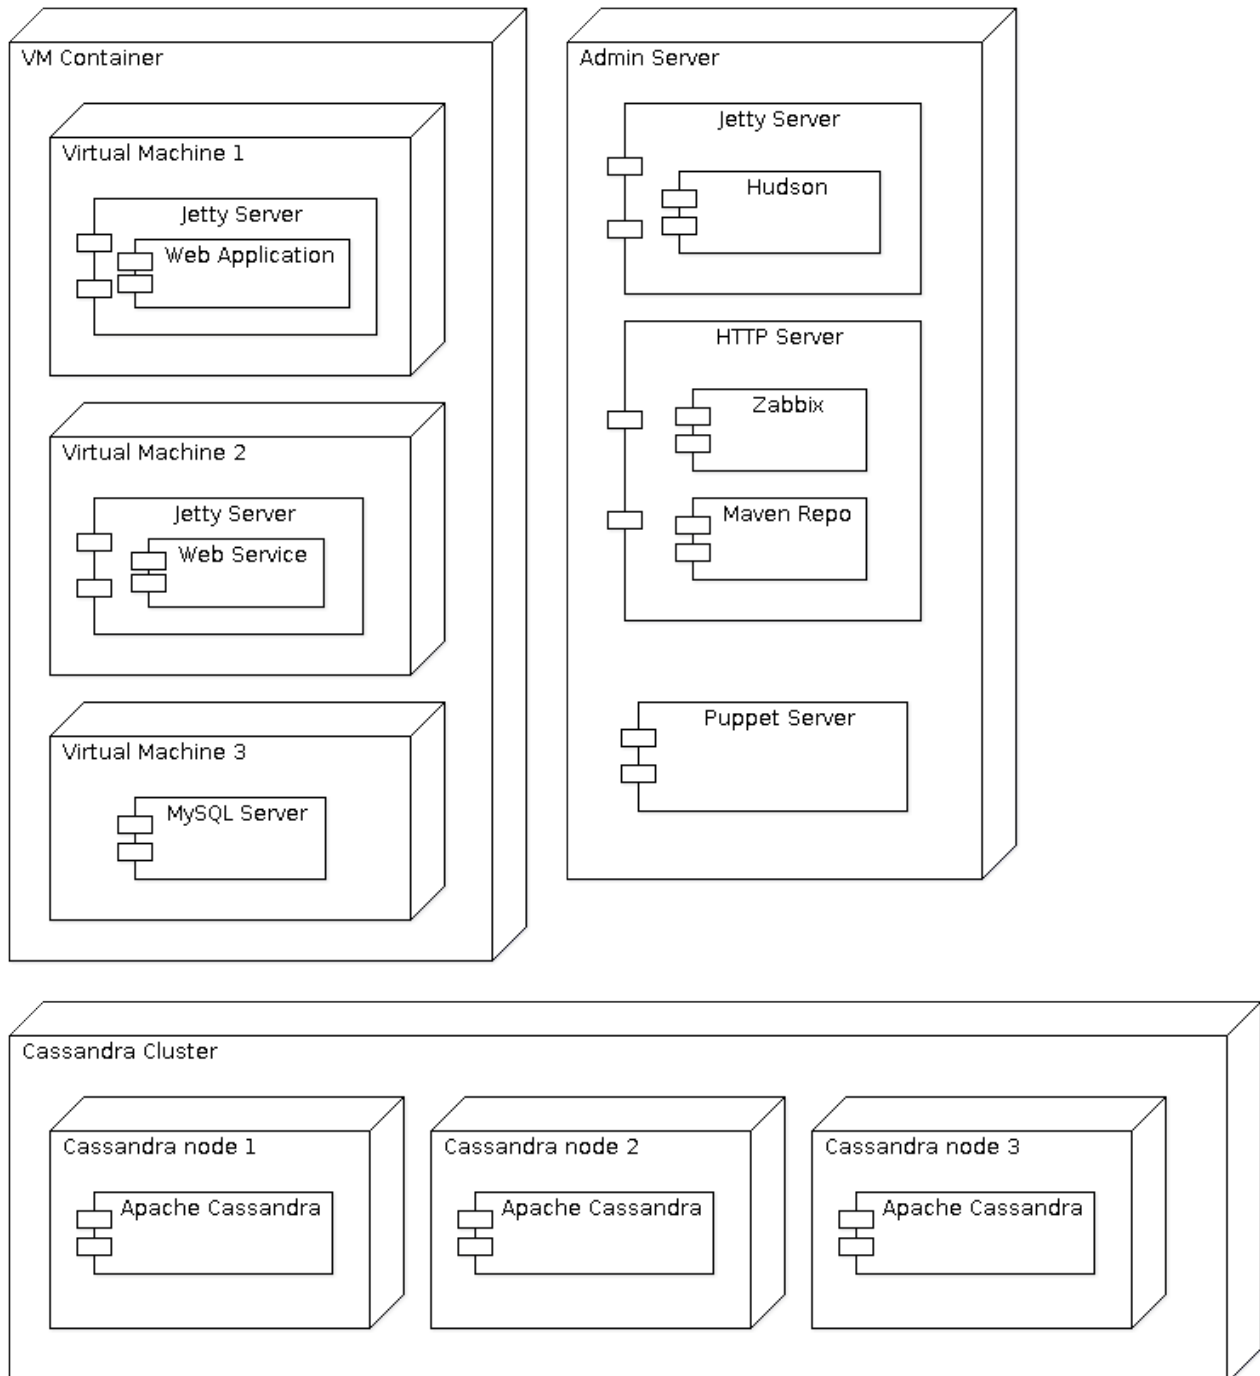 VM Container
Virtual Machine 1
Jetty Server
Web Application
Virtual Machine 2
Jetty Server
Web Service
Virtual Machine 3
MySQL Server
Admin Server
Jetty Server
Hudson
HTTP Server
Zabbix
Maven Repo
Puppet Server
Cassandra Cluster
Cassandra node 1
Apache Cassandra
Cassandra node 2
Apache Cassandra
Cassandra node 3
Apache Cassandra